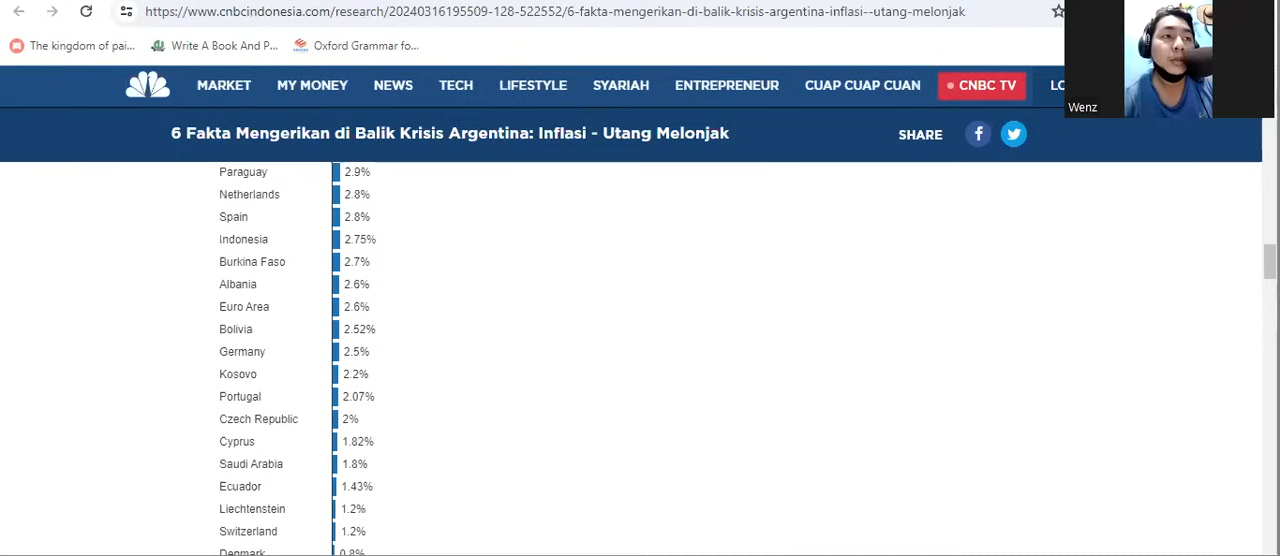 https://www.cnbcindonesia.com/research/20240316195509-128-522552/6-fakta-mengerikan-di-balik-krisis-argentina-inflasi--utang-melonjak
The kingdom of pai... Write A Book And P... Oxford Grammar fo...
Wenz
MARKET MY MONEY NEWS TECH LIFESTYLE SYARIAH ENTREPRENEUR CUAP CUAP CUAN CNBC TV LO
6 Fakta Mengerikan di Balik Krisis Argentina: Inflasi - Utang Melonjak SHARE
Paraguay 2.9%
Netherlands 2.8%
Spain 2.8%
Indonesia 2.75%
Burkina Faso 2.7%
Albania 2.6%
Euro Area 2.6%
Bolivia 2.52%
Germany 2.5%
Kosovo 2.2%
Portugal 2.07%
Czech Republic 2%
Cyprus 1.82%
Saudi Arabia 1.8%
Ecuador 1.43%
Liechtenstein 1.2%
Switzerland 1.2%
Denmark 0.8%